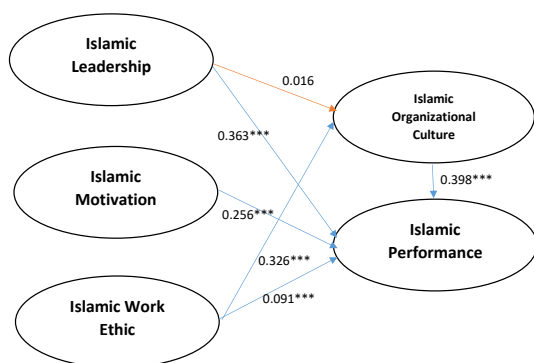 Islamic
Leadership
0.016
Islamic
Organizational
Culture
0.363***
0.398***
Islamic
Motivation
0.256***
Islamic
Performance
0.326***
0.091***
Islamic Work
Ethic